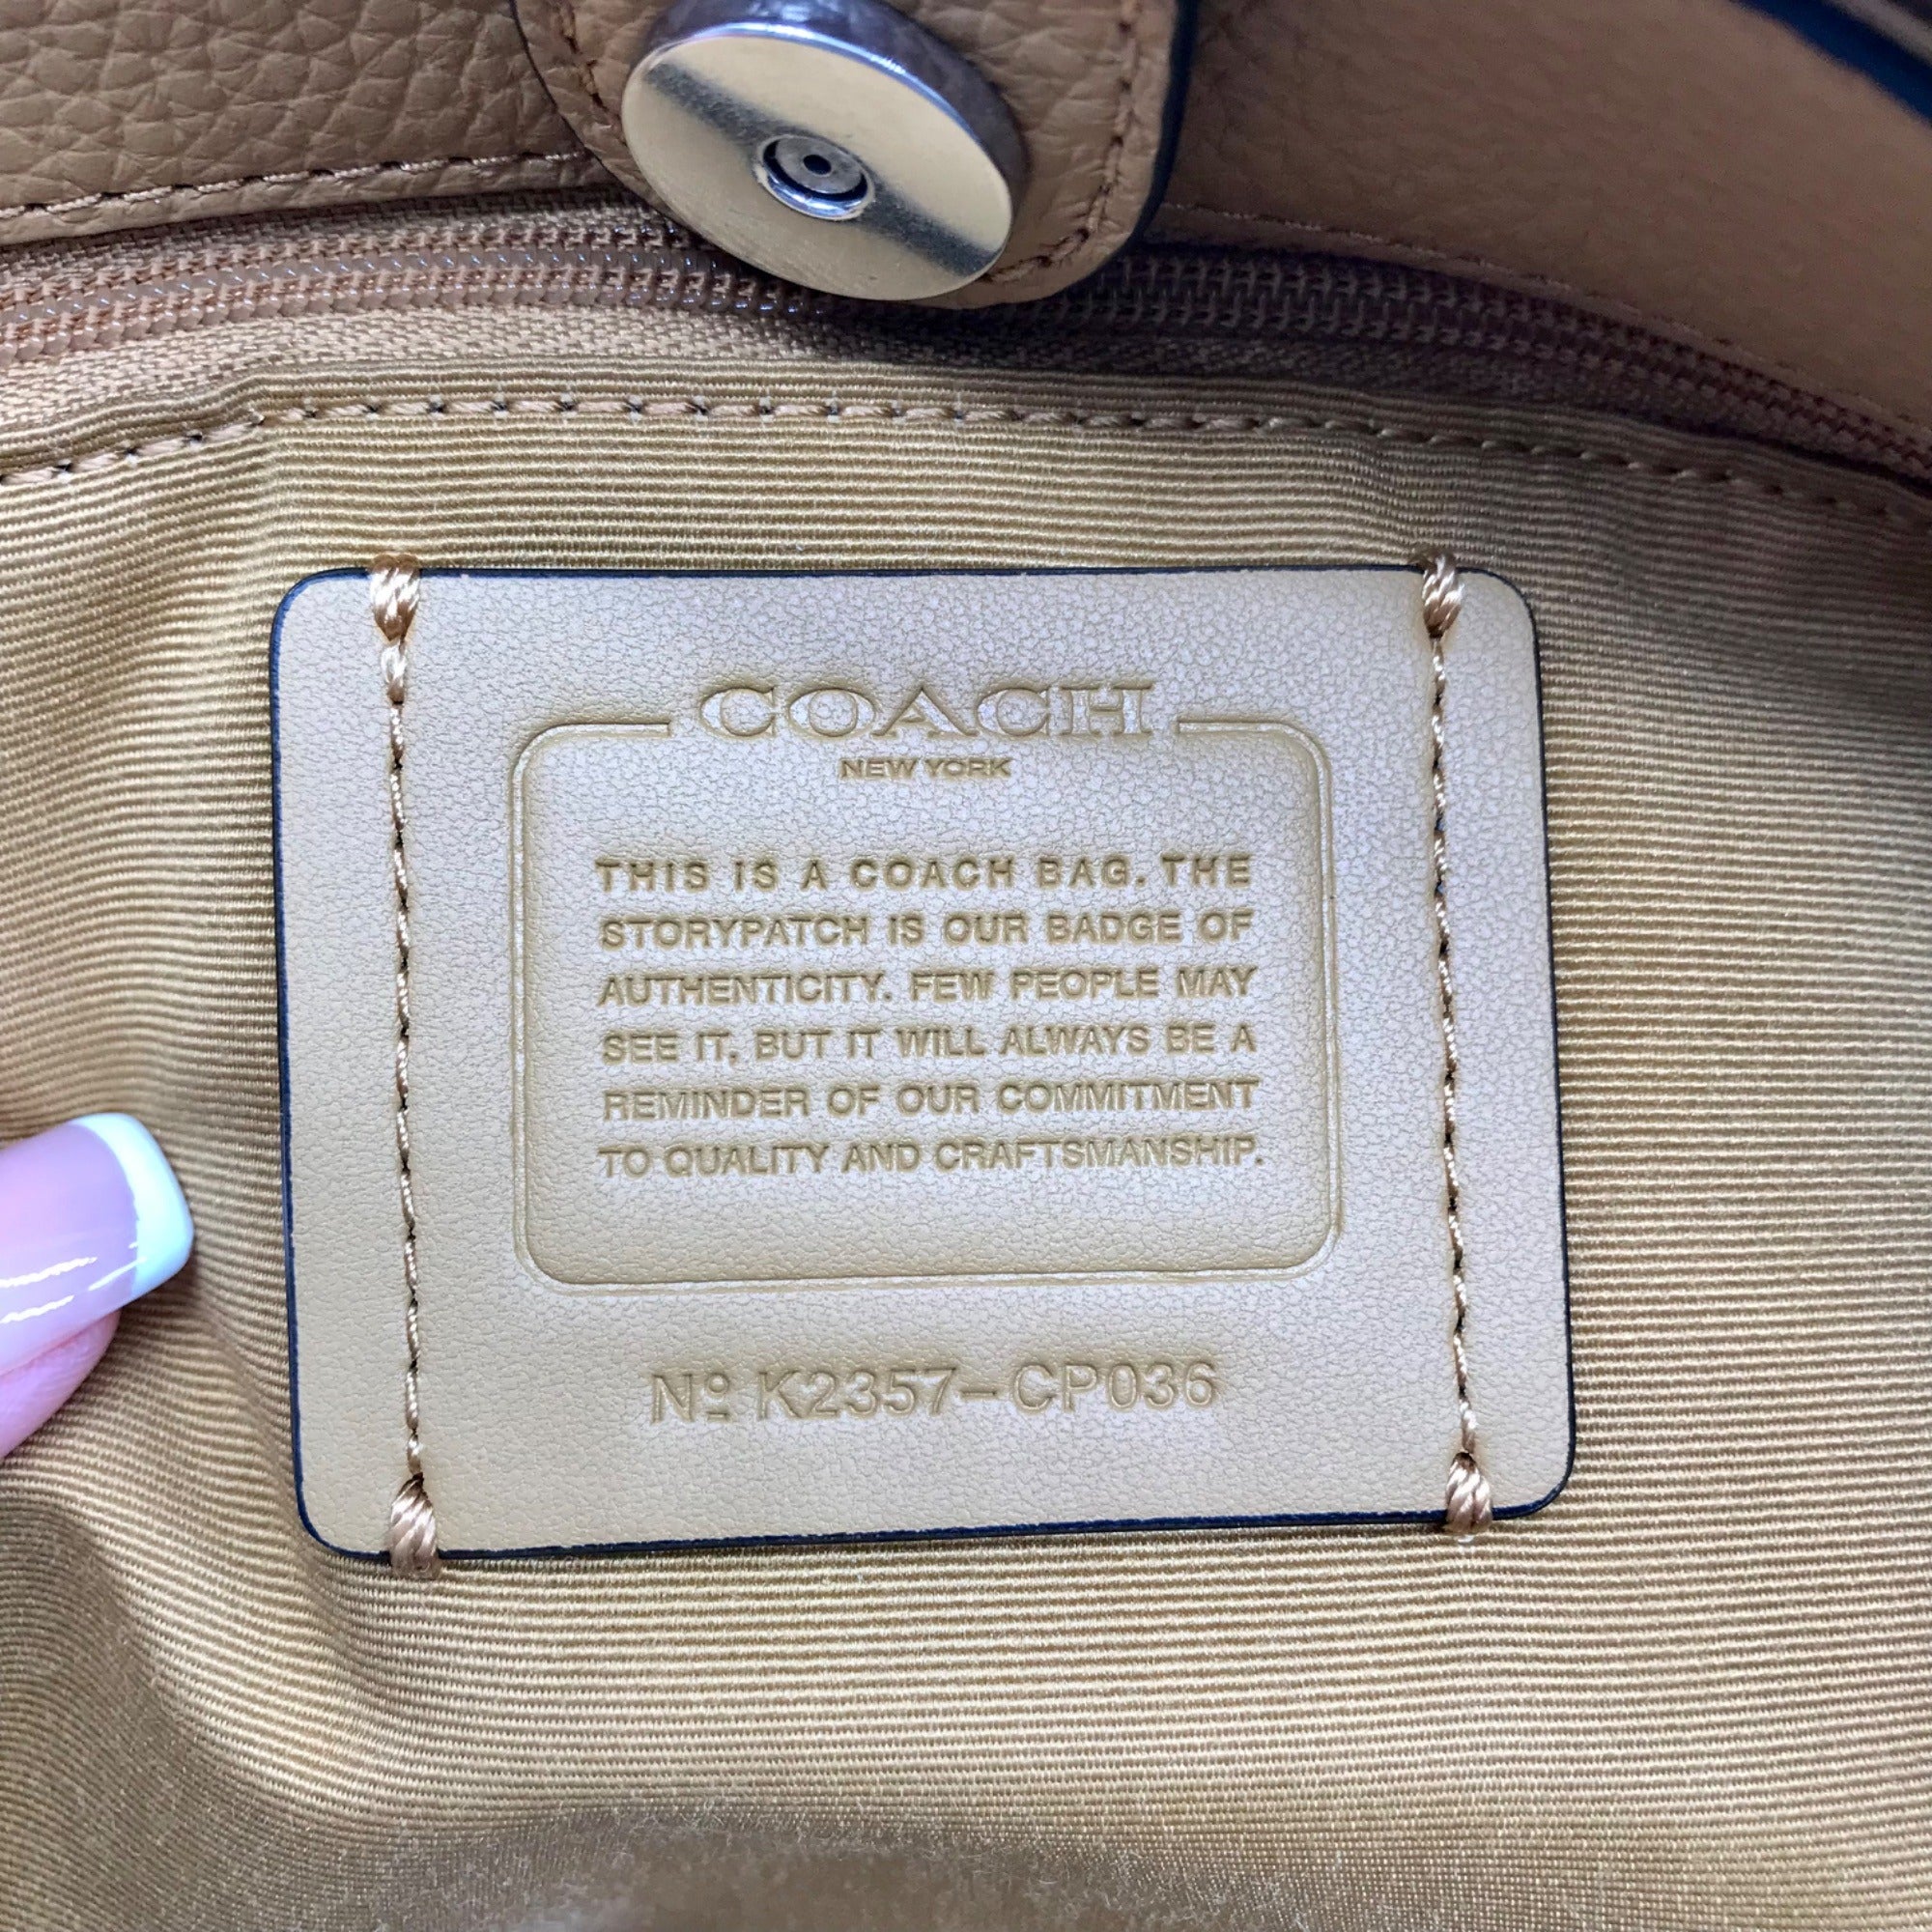 COACH
NEW YORK
THIS IS A COACH BAG. THE
STORYPATCH IS OUR BADGE OF
AUTHENTICITY. FEW PEOPLE MAY
SEE IT, BUT IT WILL ALWAYS BE A
REMINDER OF OUR COMMITMENT
TO QUALITY AND CRAFTSMANSHIP.
Nº K2357-CP036